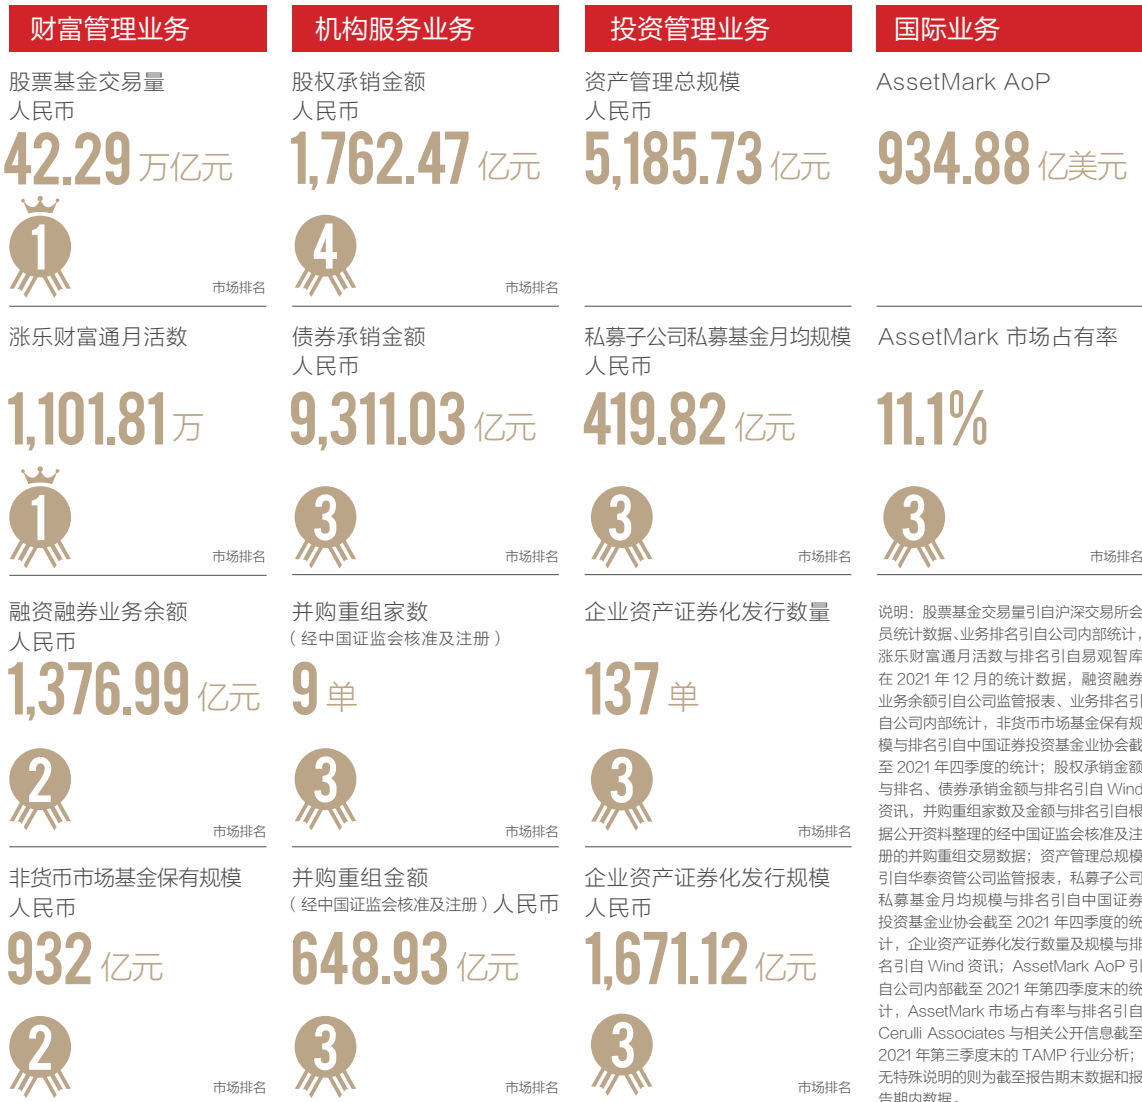 财富管理业务
股票基金交易量
人民币
42.29 万亿元
1
市场排名
涨乐财富通月活数
1,101.81 万
1
市场排名
融资融券业务余额
人民币
1,376.99 亿元
2
市场排名
非货币市场基金保有规模
人民币
932 亿元
2
市场排名
机构服务业务
股权承销金额
人民币
1,762.47 亿元
4
市场排名
债券承销金额
人民币
9,311.03 亿元
3
市场排名
并购重组家数
（经中国证监会核准及注册）
9 单
3
市场排名
并购重组金额
（经中国证监会核准及注册）人民币
648.93 亿元
3
市场排名
投资管理业务
资产管理总规模
人民币
5,185.73 亿元
私募子公司私募基金月均规模
人民币
419.82 亿元
3
市场排名
企业资产证券化发行数量
137 单
3
市场排名
企业资产证券化发行规模
人民币
1,671.12 亿元
3
市场排名
国际业务
AssetMark AoP
934.88 亿美元
AssetMark 市场占有率
11.1%
3
市场排名
说明：股票基金交易量引自沪深交易所会
员统计数据、业务排名引自公司内部统计，
涨乐财富通月活数与排名引自易观智库
在 2021 年 12 月的统计数据，融资融券
业务余额引自公司监管报表、业务排名引
自公司内部统计，非货币市场基金保有规
模与排名引自中国证券投资基金业协会截
至 2021 年四季度的统计；股权承销金额
与排名、债券承销金额与排名引自 Wind
资讯，并购重组家数及金额与排名引自根
据公开资料整理的经中国证监会核准及注
册的并购重组交易数据；资产管理总规模
引自华泰资管公司监管报表，私募子公司
私募基金月均规模与排名引自中国证券
投资基金业协会截至 2021 年四季度的统
计，企业资产证券化发行数量及规模与排
名引自 Wind 资讯；AssetMark AoP 引
自公司内部截至 2021 年第四季度末的统
计，AssetMark 市场占有率与排名引自
Cerulli Associates 与相关公开信息截至
2021 年第三季度末的 TAMP 行业分析；
无特殊说明的则为截至报告期末数据和报
告期内数据。